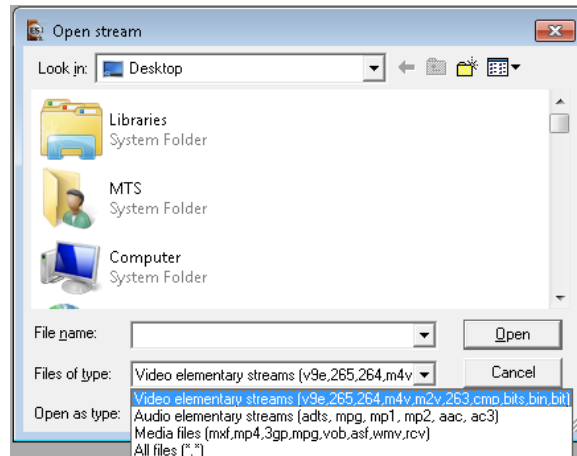 Open stream
Look in: Desktop
Libraries
System Folder
MTS
System Folder
Computer
System Folder
File name:
Open
Files of type: Video elementary streams (v9e,265,264,m4v
Cancel
Video elementary streams (v9e,265,264,m4v,m2v,263,cmp,bits,bin,bit)
Open as type:
Audio elementary streams (adts, mpg, mp1, mp2, aac, ac3)
Media files (mxf,mp4,3gp,mpg,vob,asf,wmv,rcv)
All files (*.*)